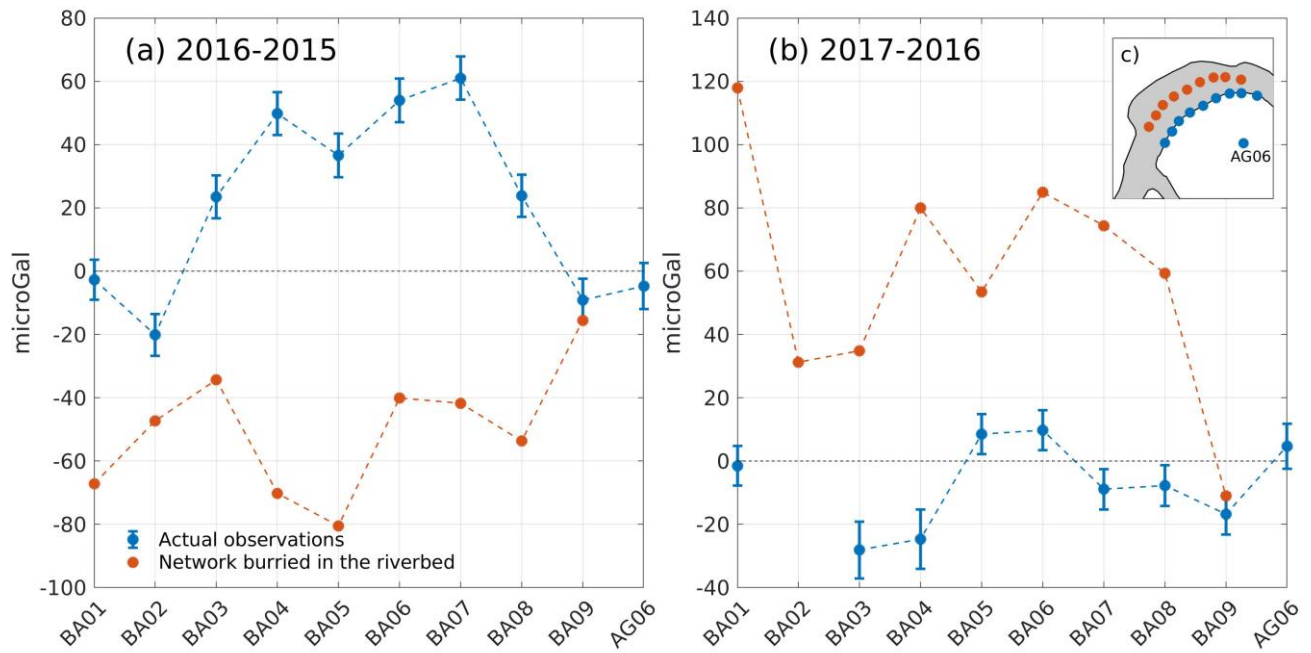 (a) 2016-2015
microGal
80
60
40
20
0
-20
-40
-60
-80
-100
Actual observations
Network burried in the riverbed
BA01 BA02 BA03 BA04 BA05 BA06 BA07 BA08 BA09 AG06
(b) 2017-2016
microGal
140
120
100
80
60
40
20
0
-20
-40
c)
AG06
BA01 BA02 BA03 BA04 BA05 BA06 BA07 BA08 BA09 AG06